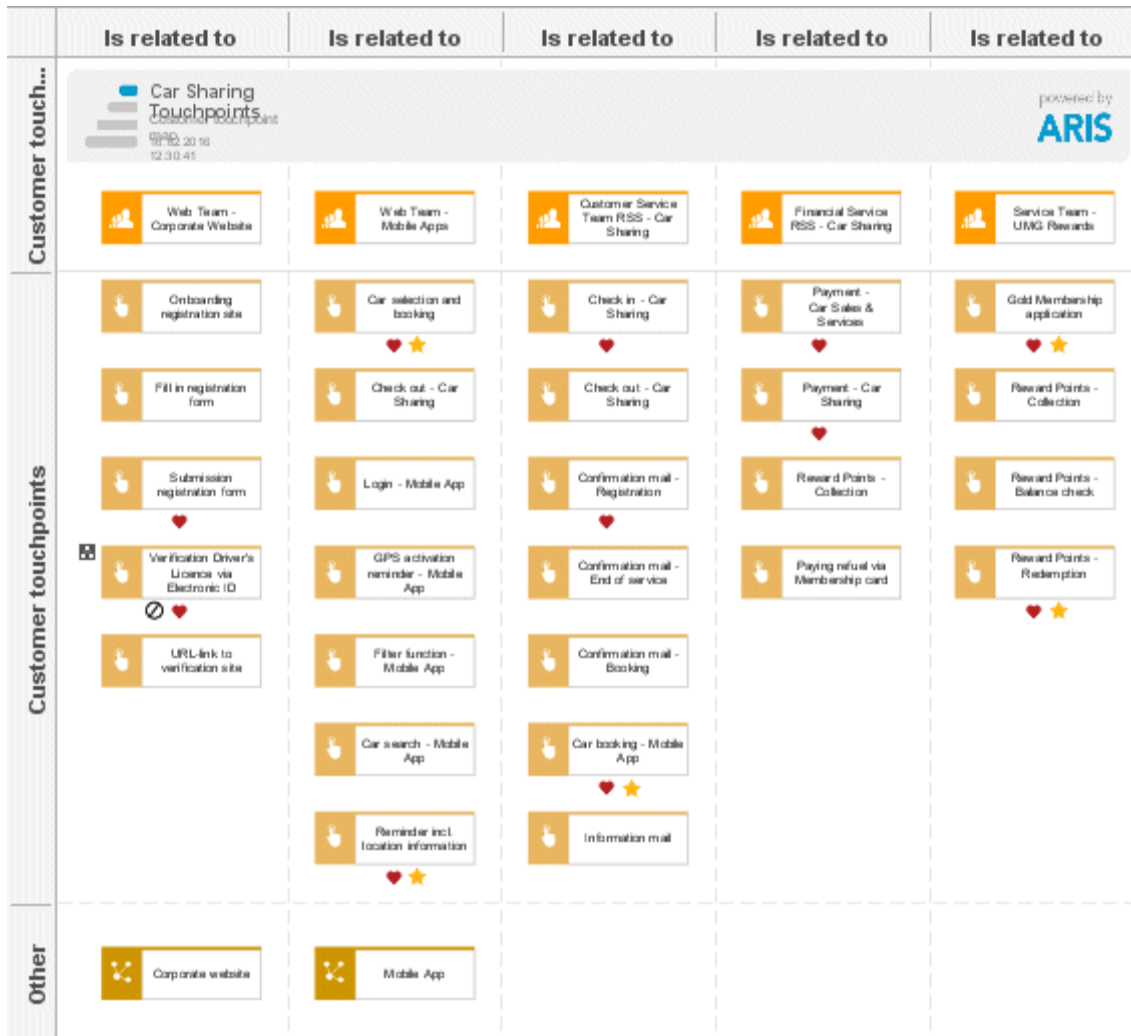 Is related to
Is related to
Is related to
Is related to
Is related to
Customer touch...
Car Sharing
Touchpoints
Customer touchpoint
map
12:30:41
powered by
ARIS
Web Team -
Corporate Website
Web Team -
Mobile Apps
Customer Service
Team RSS - Car
Sharing
Financial Service
RSS - Car Sharing
Service Team -
UMG Rewards
Customer touchpoints
Onboarding
registration site
Car selection and
booking
Check in - Car
Sharing
Payment -
Car Sales &
Services
Gold Membership
application
Fill in registration
form
Check out - Car
Sharing
Check out - Car
Sharing
Payment - Car
Sharing
Reward Points -
Collection
Submission
registration form
Login - Mobile App
Confirmation mail -
Registration
Reward Points -
Collection
Reward Points -
Balance check
Verification Driver's
Licence via
Electronic ID
GPS activation
reminder - Mobile
App
Confirmation mail -
End of service
Paying refuel via
Membership card
Reward Points -
Redemption
URL-link to
verification site
Filter function -
Mobile App
Confirmation mail -
Booking
Car search - Mobile
App
Car booking - Mobile
App
Reminder incl.
location information
Information mail
Other
Corporate website
Mobile App